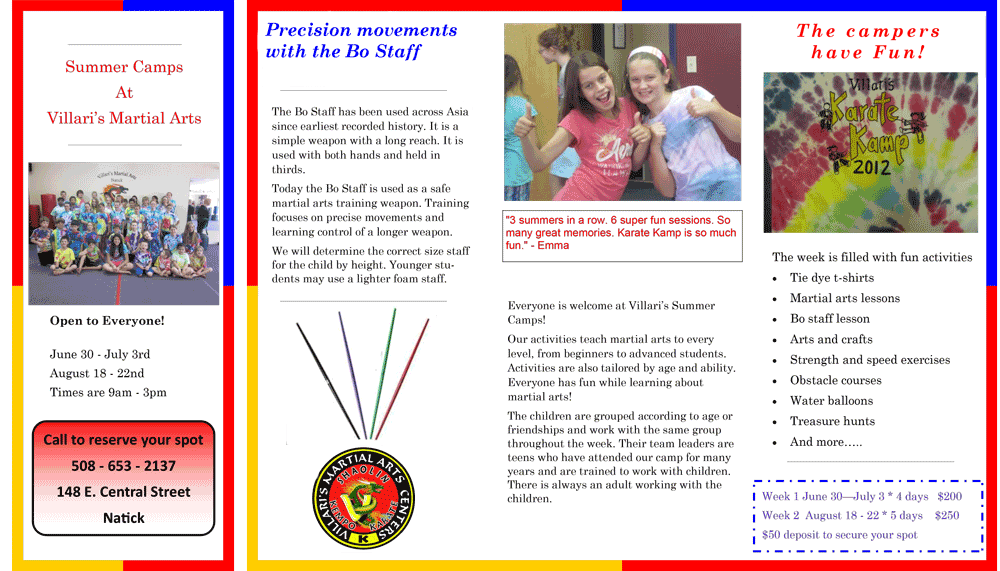 Summer Camps
At
Villari's Martial Arts
Villari's Martial Arts
Open to Everyone!
June 30 - July 3rd
August 18 - 22nd
Times are 9am - 3pm
Call to reserve your spot
508 - 653 - 2137
148 E. Central Street
Natick
Precision movements
with the Bo Staff
The Bo Staff has been used across Asia
since earliest recorded history. It is a
simple weapon with a long reach. It is
used with both hands and held in
thirds.
Today the Bo Staff is used as a safe
martial arts training weapon. Training
focuses on precise movements and
learning control of a longer weapon.
We will determine the correct size staff
for the child by height. Younger stu-
dents may use a lighter foam staff.
VILLARI'S MARTIAL ARTS CENTERS
SHAOLIN
KEMPO KARATE
V
K
"3 summers in a row. 6 super fun sessions. So
many great memories. Karate Kamp is so much
fun." - Emma
Everyone is welcome at Villari's Summer
Camps!
Our activities teach martial arts to every
level, from beginners to advanced students.
Activities are also tailored by age and ability.
Everyone has fun while learning about
martial arts!
The children are grouped according to age or
friendships and work with the same group
throughout the week. Their team leaders are
teens who have attended our camp for many
years and are trained to work with children.
There is always an adult working with the
children.
The campers
have Fun!
Villari's
Karate
Kamp
2012
The week is filled with fun activities
• Tie dye t-shirts
• Martial arts lessons
• Bo staff lesson
• Arts and crafts
• Strength and speed exercises
• Obstacle courses
• Water balloons
• Treasure hunts
• And more…..
Week 1 June 30—July 3 * 4 days $200
Week 2 August 18 - 22 * 5 days $250
$50 deposit to secure your spot